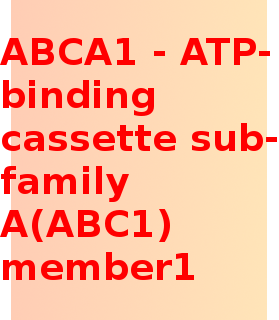 ABCA1 - ATP-
binding
cassette sub-
family
A(ABC1)
member1